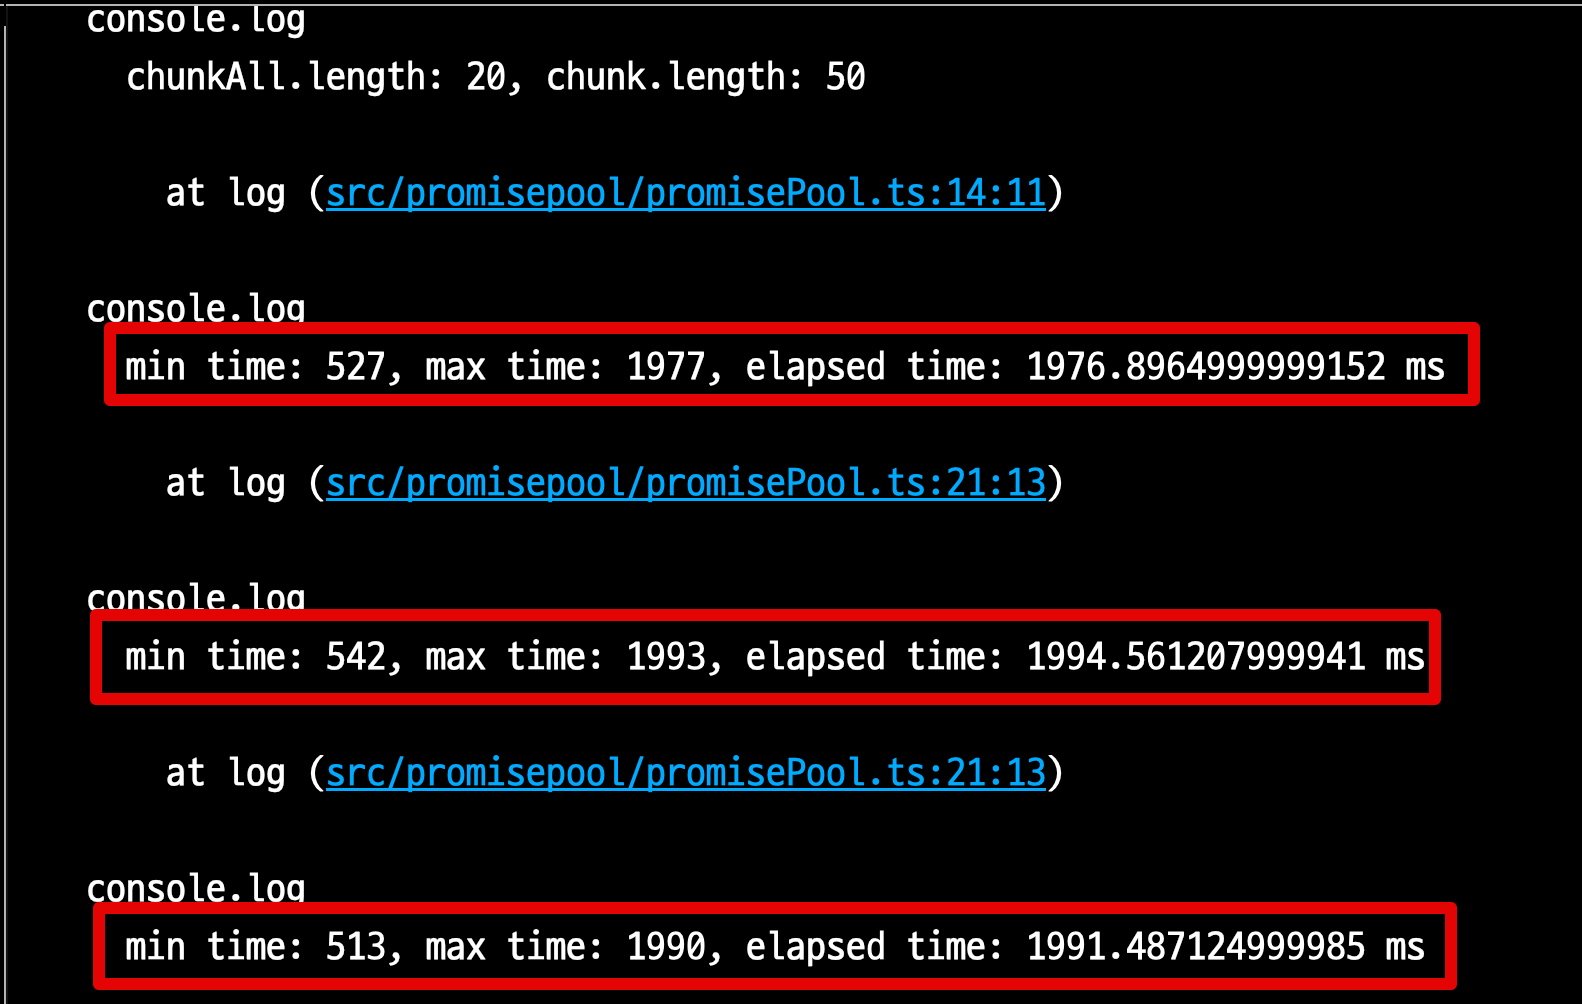 console.log
chunkAll.length: 20, chunk.length: 50
at log (src/promisepool/promisePool.ts:14:11)
console.log
min time: 527, max time: 1977, elapsed time: 1976.8964999999152 ms
at log (src/promisepool/promisePool.ts:21:13)
console.log
min time: 542, max time: 1993, elapsed time: 1994.561207999941 ms
at log (src/promisepool/promisePool.ts:21:13)
console.log
min time: 513, max time: 1990, elapsed time: 1991.487124999985 ms